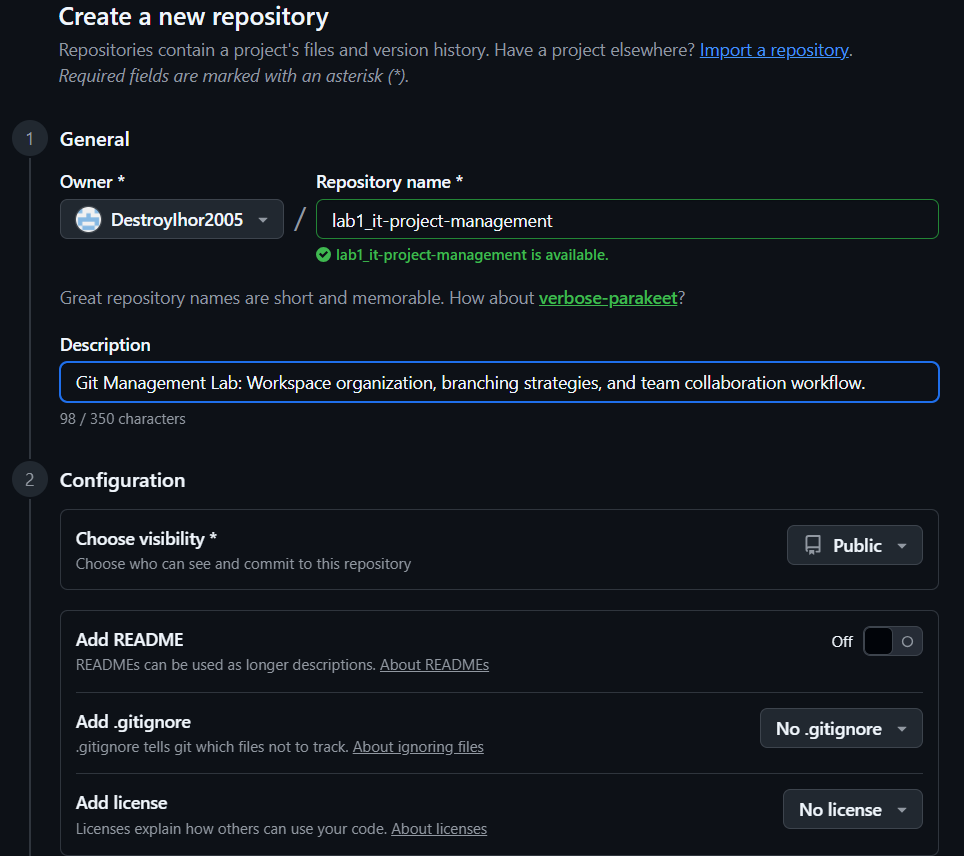 Create a new repository
Repositories contain a project's files and version history. Have a project elsewhere? Import a repository.
Required fields are marked with an asterisk (*).
1
General
Owner *
Repository name *
DestroyIhor2005
/
lab1_it-project-management
lab1_it-project-management is available.
Great repository names are short and memorable. How about verbose-parakeet?
Description
Git Management Lab: Workspace organization, branching strategies, and team collaboration workflow.
98 / 350 characters
2
Configuration
Choose visibility *
Choose who can see and commit to this repository
Public
Add README
READMEs can be used as longer descriptions. About READMEs
Off
Add .gitignore
.gitignore tells git which files not to track. About ignoring files
No .gitignore
Add license
Licenses explain how others can use your code. About licenses
No license